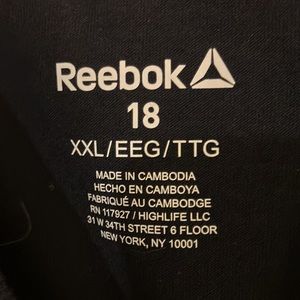 Reebok
18
XXL/EEG/TTG
MADE IN CAMBODIA
HECHO EN CAMBOYA
FABRIQUÉ AU CAMBODGE
RN 117927 / HIGHLIFE LLC
31 W 34TH STREET 6 FLOOR
NEW YORK, NY 10001